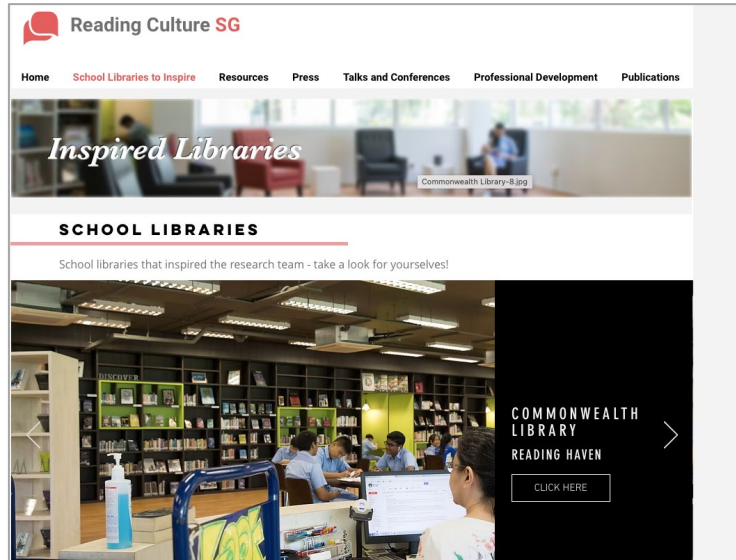 Reading Culture SG
Home School Libraries to Inspire Resources Press Talks and Conferences Professional Development Publications
Inspired Libraries
Commonwealth Library-8.jpg
SCHOOL LIBRARIES
School libraries that inspired the research team - take a look for yourselves!
DISCOVER
COMMONWEALTH
LIBRARY
READING HAVEN
CLICK HERE